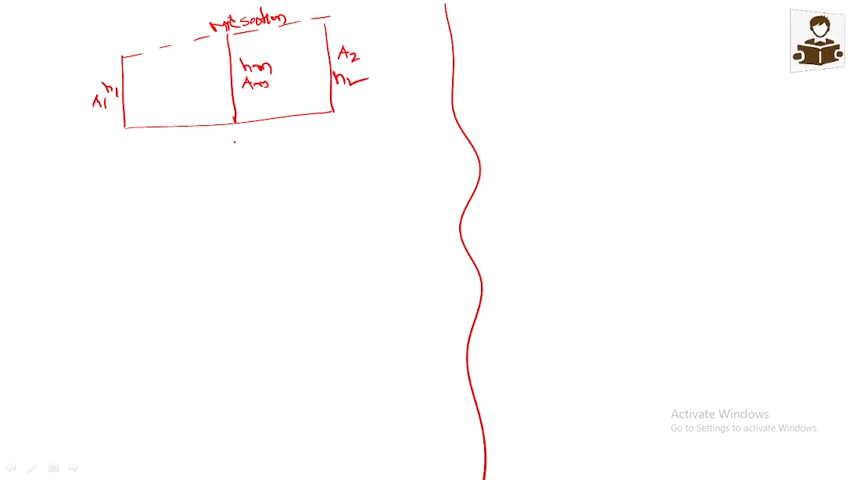 Mid section
h1
A1
hm
Am
A2
h2
Activate Windows
Go to Settings to activate Windows.